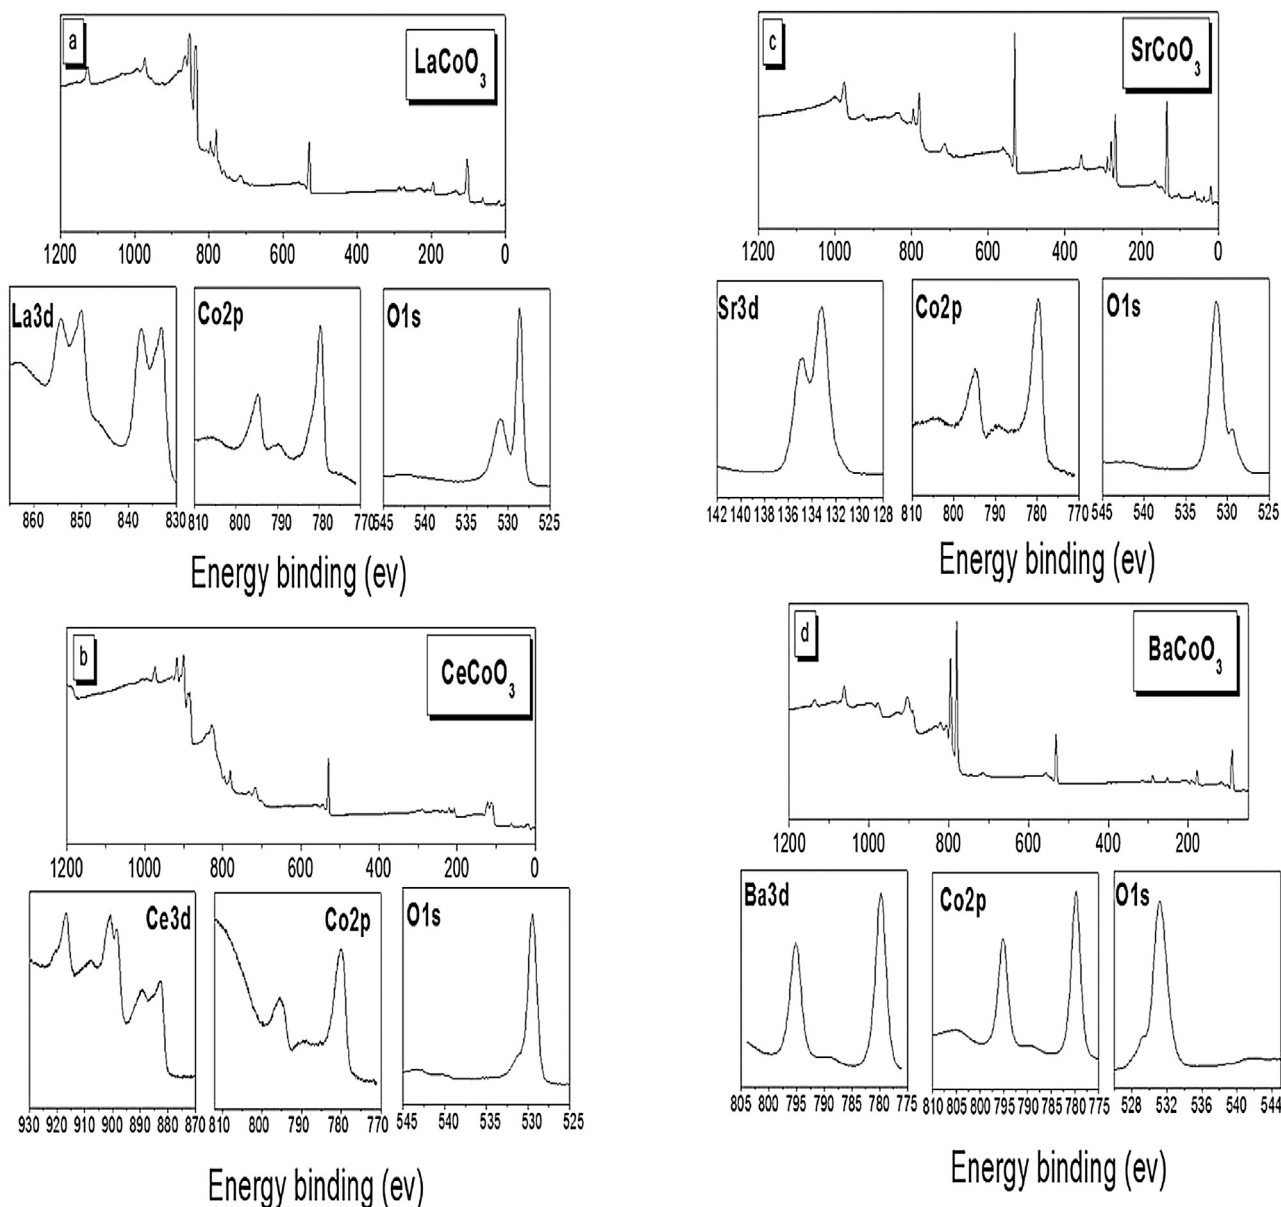 a
LaCoO3
1200 1000 800 600 400 200 0
La3d
Co2p
O1s
860 850 840 830
810 800 790 780 770
545 535 530 525
Energy binding (ev)
c
SrCoO3
1200 1000 800 600 400 200 0
Sr3d
Co2p
O1s
142 140 138 136 134 132 130 128
810 800 790 780 770
545 535 530 525
Energy binding (ev)
b
CeCoO3
1200 1000 800 600 400 200 0
Ce3d
Co2p
O1s
930 920 910 900 890 880 870
810 800 790 780 770
545 535 530 525
Energy binding (ev)
d
BaCoO3
1200 1000 800 600 400 200
Ba3d
Co2p
O1s
805 800 795 790 785 780 775
810 805 800 795 790 785 780 775
528 532 536 540 544
Energy binding (ev)